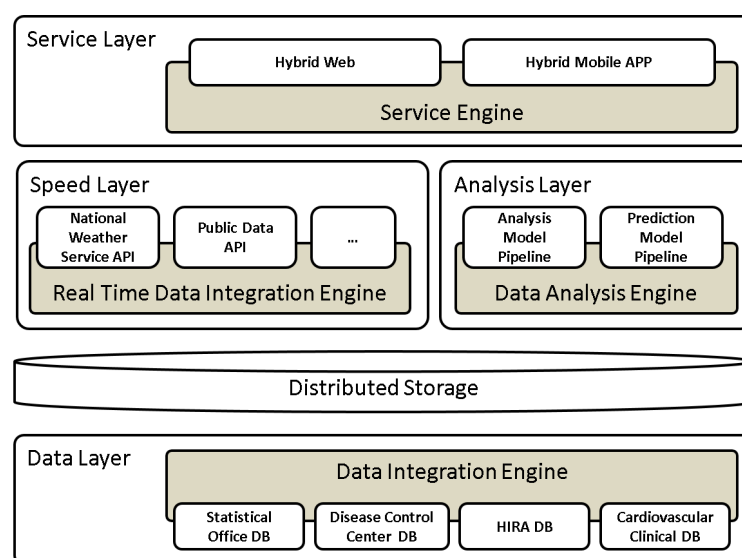 Service Layer
Hybrid Web
Hybrid Mobile APP
Service Engine
Speed Layer
National
Weather
Service API
Public Data
API
...
Real Time Data Integration Engine
Analysis Layer
Analysis
Model
Pipeline
Prediction
Model
Pipeline
Data Analysis Engine
Distributed Storage
Data Layer
Data Integration Engine
Statistical
Office DB
Disease Control
Center DB
HIRA DB
Cardiovascular
Clinical DB